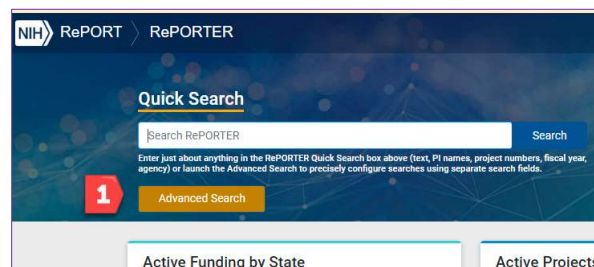 NIH RePORT RePORTER
Quick Search
Search RePORTER Search
Enter just about anything in the RePORTER Quick Search box above (text, PI names, project numbers, fiscal year,
agency) or launch the Advanced Search to precisely configure searches using separate search fields.
1 Advanced Search
Active Funding by State Active Projects